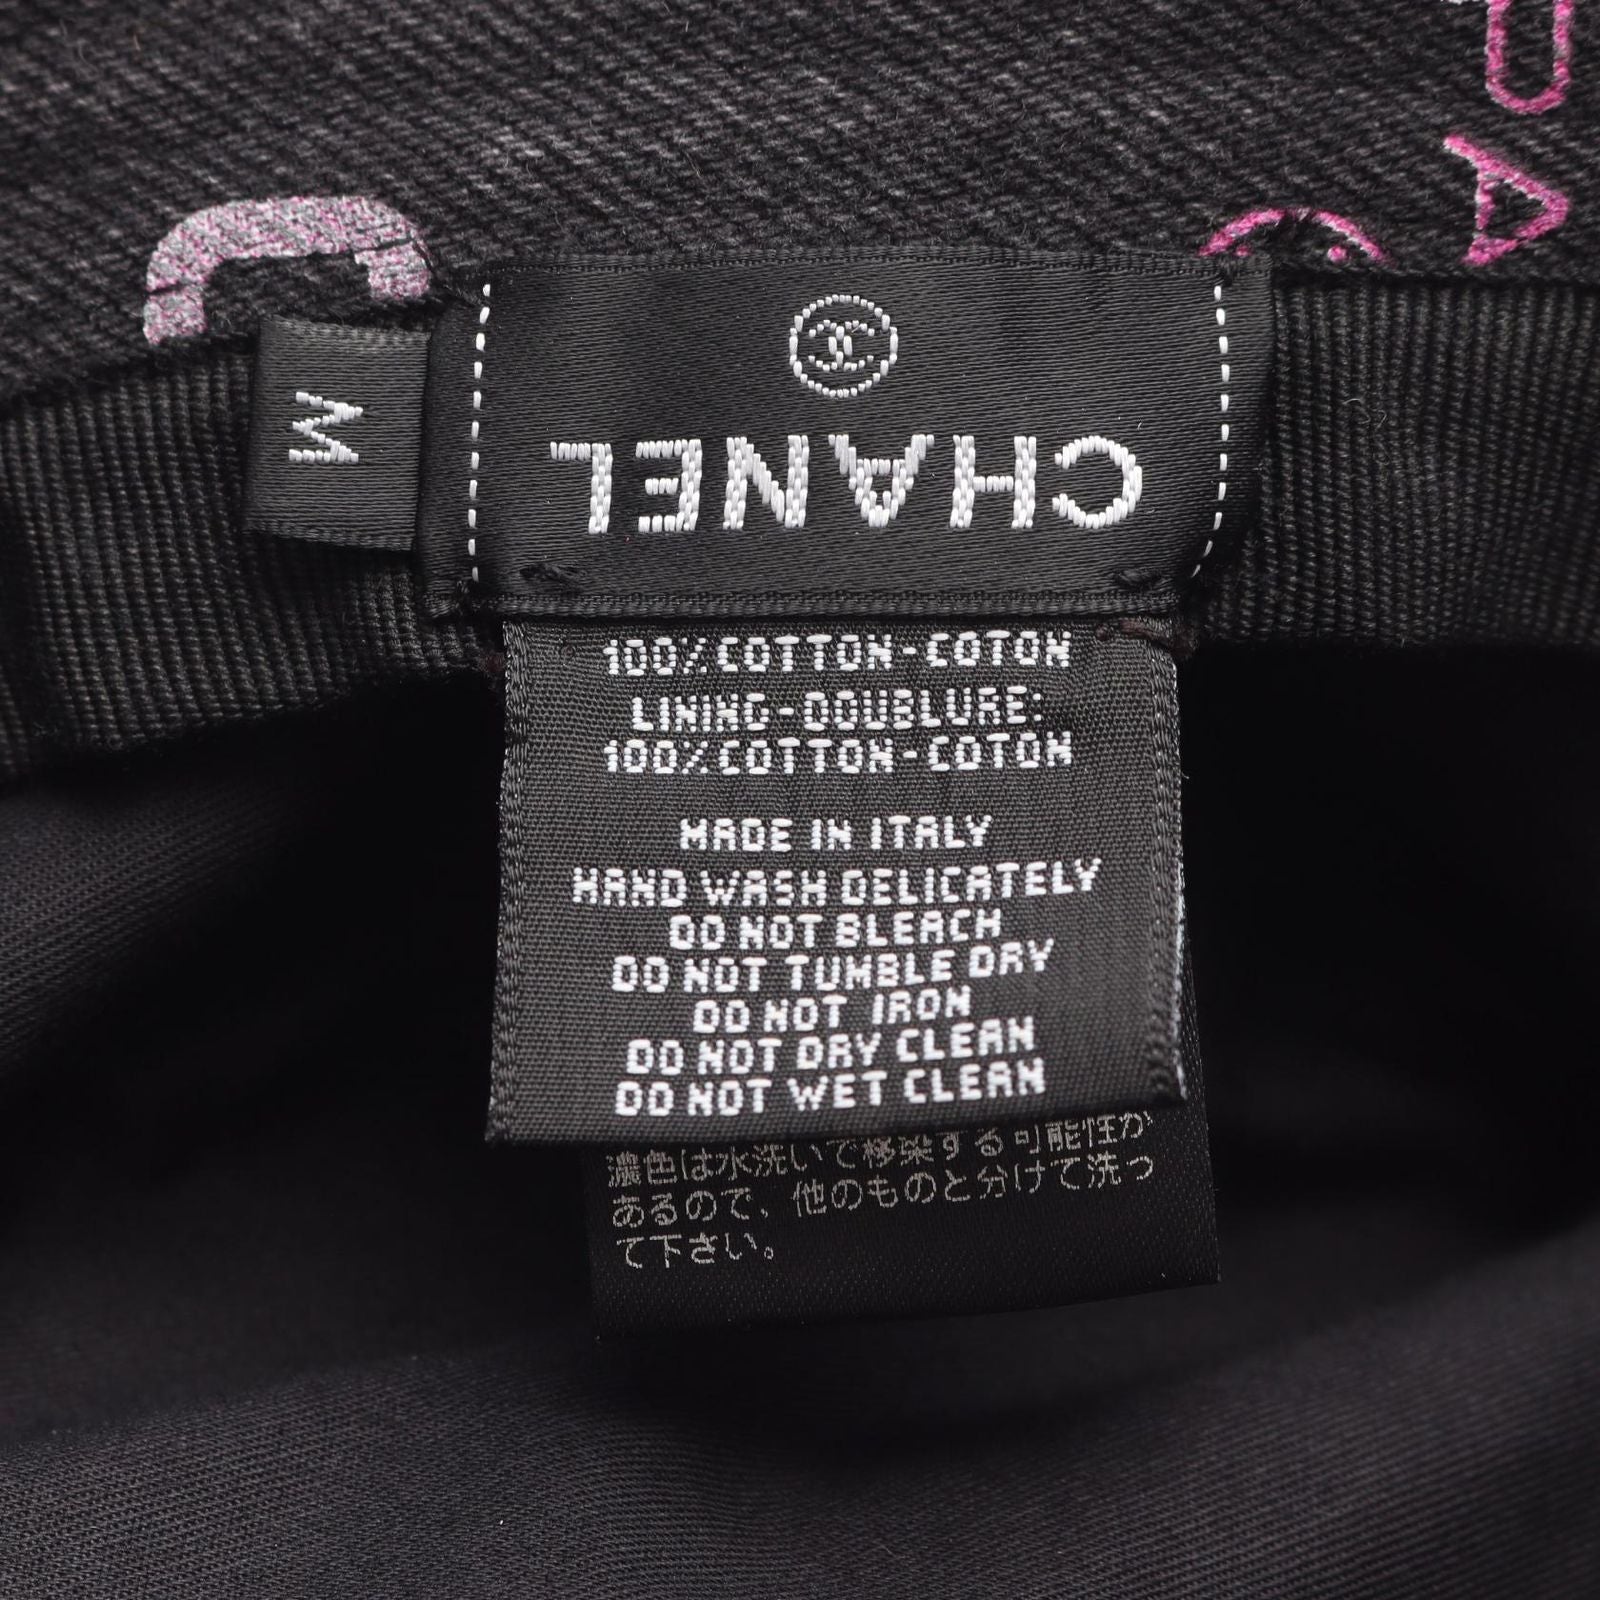 M
CHANEL
100% COTTON-COTON
LINING-DOUBLURE:
100% COTTON-COTON
MADE IN ITALY
HAND WASH DELICATELY
DO NOT BLEACH
DO NOT TUMBLE DRY
DO NOT IRON
DO NOT DRY CLEAN
DO NOT WET CLEAN
濃色は水洗いで移染する可能性が
あるので、他のものと分けて洗っ
て下さい。